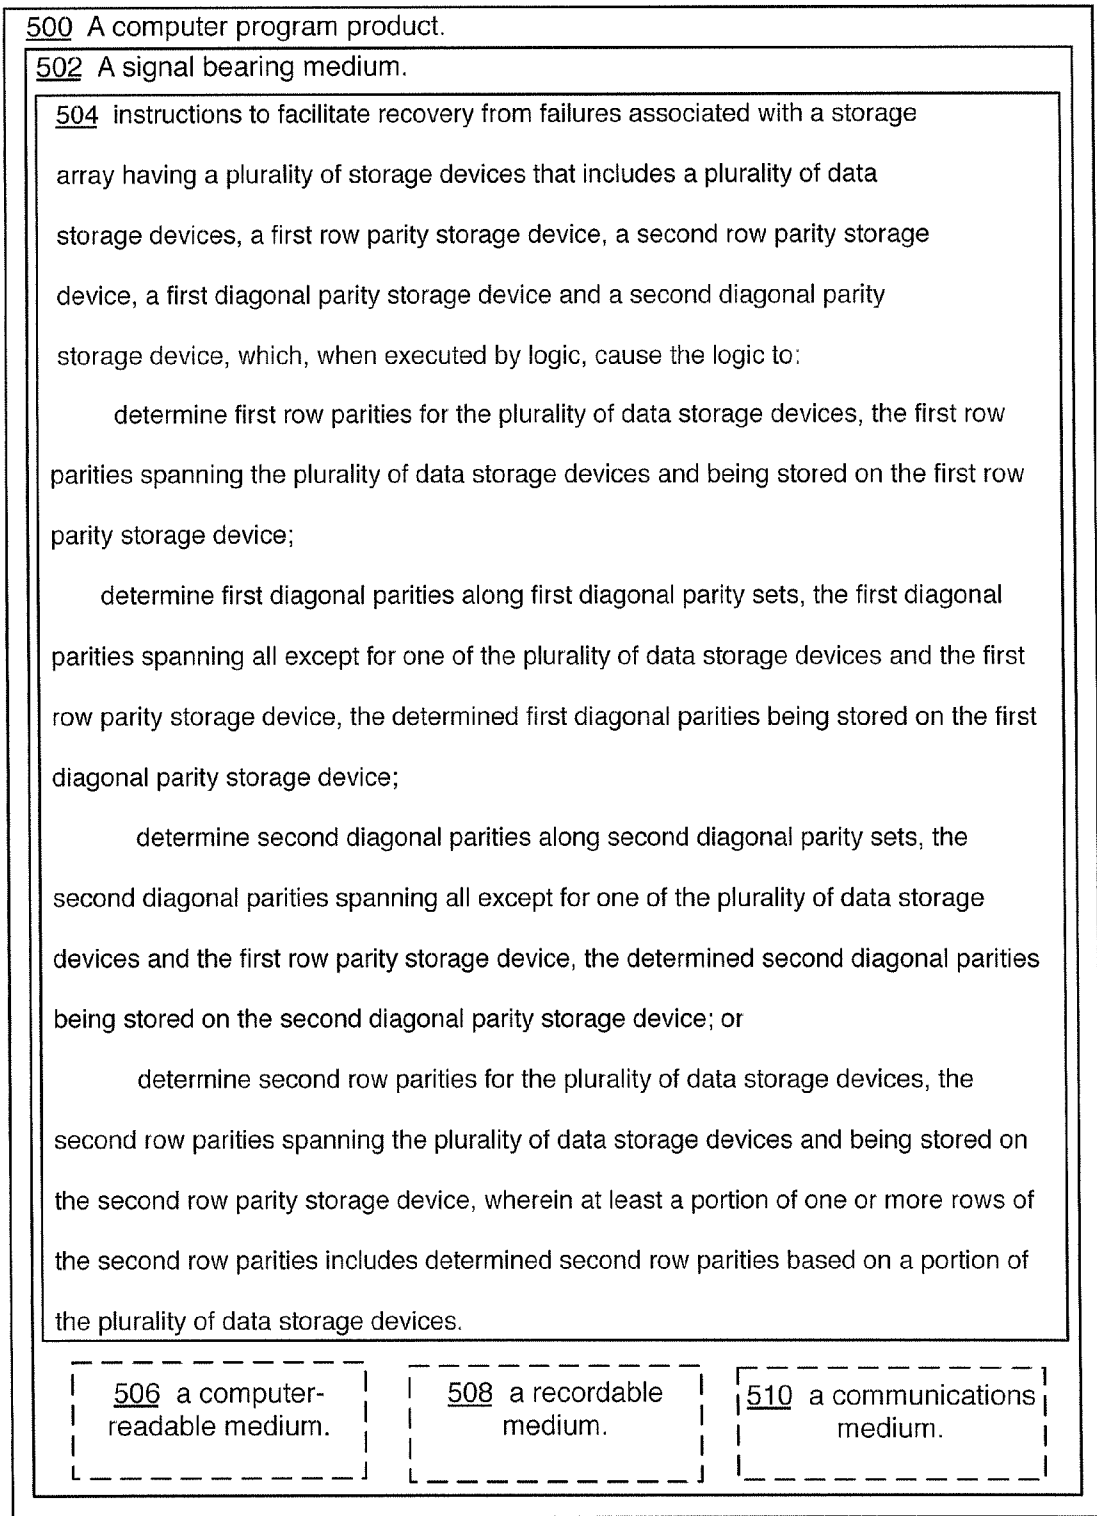 500 A computer program product.
502 A signal bearing medium.
504 instructions to facilitate recovery from failures associated with a storage
array having a plurality of storage devices that includes a plurality of data
storage devices, a first row parity storage device, a second row parity storage
device, a first diagonal parity storage device and a second diagonal parity
storage device, which, when executed by logic, cause the logic to:
determine first row parities for the plurality of data storage devices, the first row
parities spanning the plurality of data storage devices and being stored on the first row
parity storage device;
determine first diagonal parities along first diagonal parity sets, the first diagonal
parities spanning all except for one of the plurality of data storage devices and the first
row parity storage device, the determined first diagonal parities being stored on the first
diagonal parity storage device;
determine second diagonal parities along second diagonal parity sets, the
second diagonal parities spanning all except for one of the plurality of data storage
devices and the first row parity storage device, the determined second diagonal parities
being stored on the second diagonal parity storage device; or
determine second row parities for the plurality of data storage devices, the
second row parities spanning the plurality of data storage devices and being stored on
the second row parity storage device, wherein at least a portion of one or more rows of
the second row parities includes determined second row parities based on a portion of
the plurality of data storage devices.
506 a computer-
readable medium.
508 a recordable
medium.
510 a communications
medium.